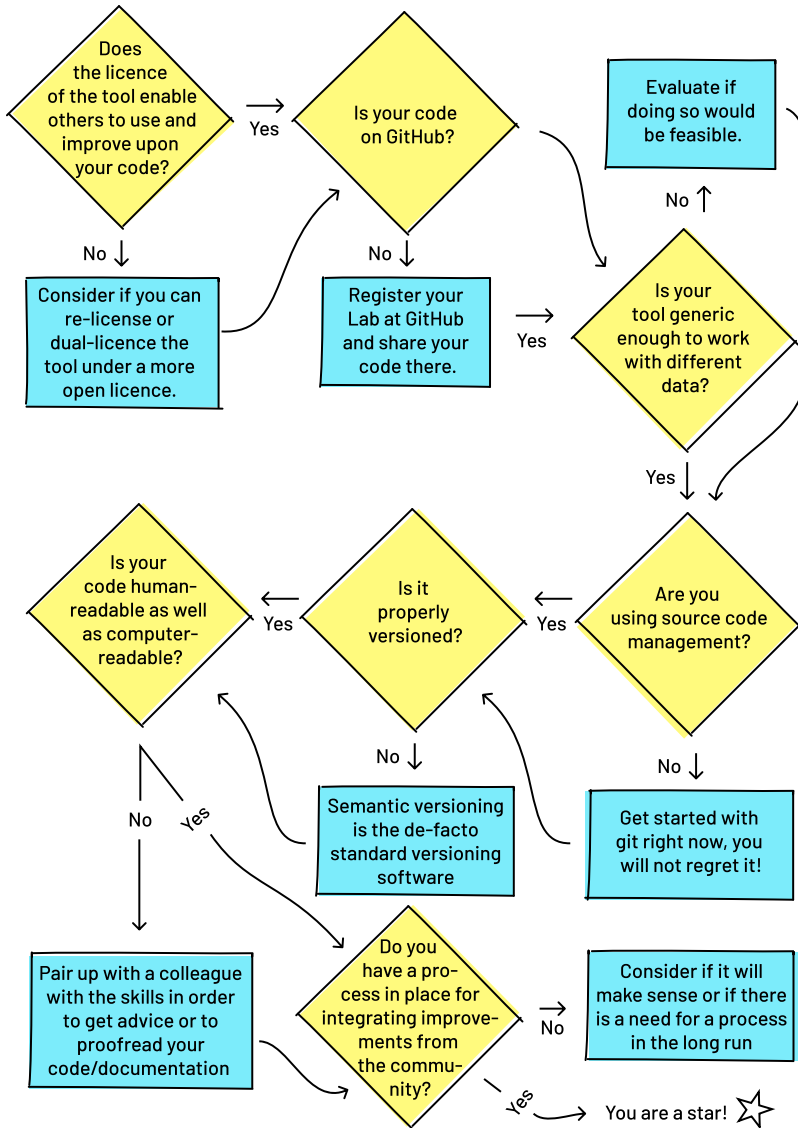 Does
the licence
of the tool enable
others to use and
improve upon
your code?
Yes
No
Consider if you can
re-license or
dual-licence the
tool under a more
open licence.
Is your code
on GitHub?
No
Register your
Lab at GitHub
and share your
code there.
Yes
Evaluate if
doing so would
be feasible.
No
Is your
tool generic
enough to work
with different
data?
Yes
Are you
using source code
management?
Yes
No
Get started with
git right now, you
will not regret it!
Is it
properly
versioned?
Yes
No
Semantic versioning
is the de-facto
standard versioning
software
Is your
code human-
readable as well
as computer-
readable?
No
Yes
Pair up with a colleague
with the skills in order
to get advice or to
proofread your
code/documentation
Do you
have a pro-
cess in place for
integrating improve-
ments from
the commu-
nity?
No
Consider if it will
make sense or if there
is a need for a process
in the long run
Yes
You are a star!